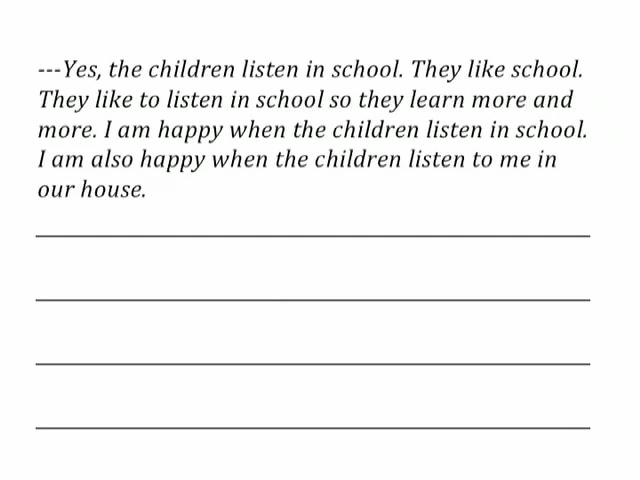 ---Yes, the children listen in school. They like school.
They like to listen in school so they learn more and
more. I am happy when the children listen in school.
I am also happy when the children listen to me in
our house.